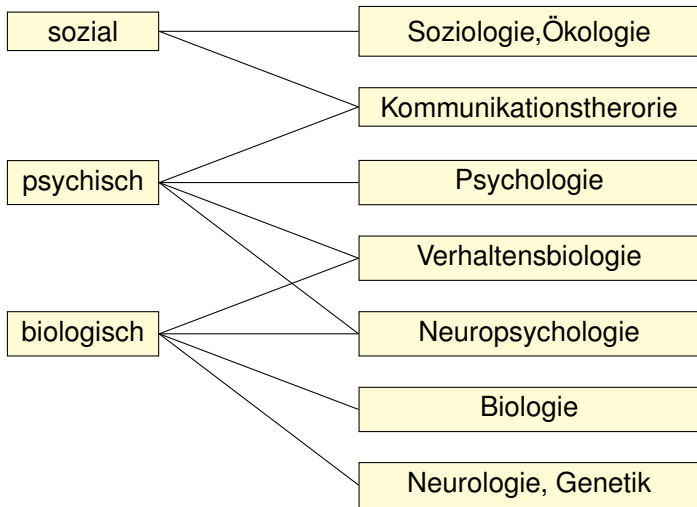 sozial
Soziologie,Ökologie
Kommunikationstherorie
psychisch
Psychologie
Verhaltensbiologie
biologisch
Neuropsychologie
Biologie
Neurologie, Genetik